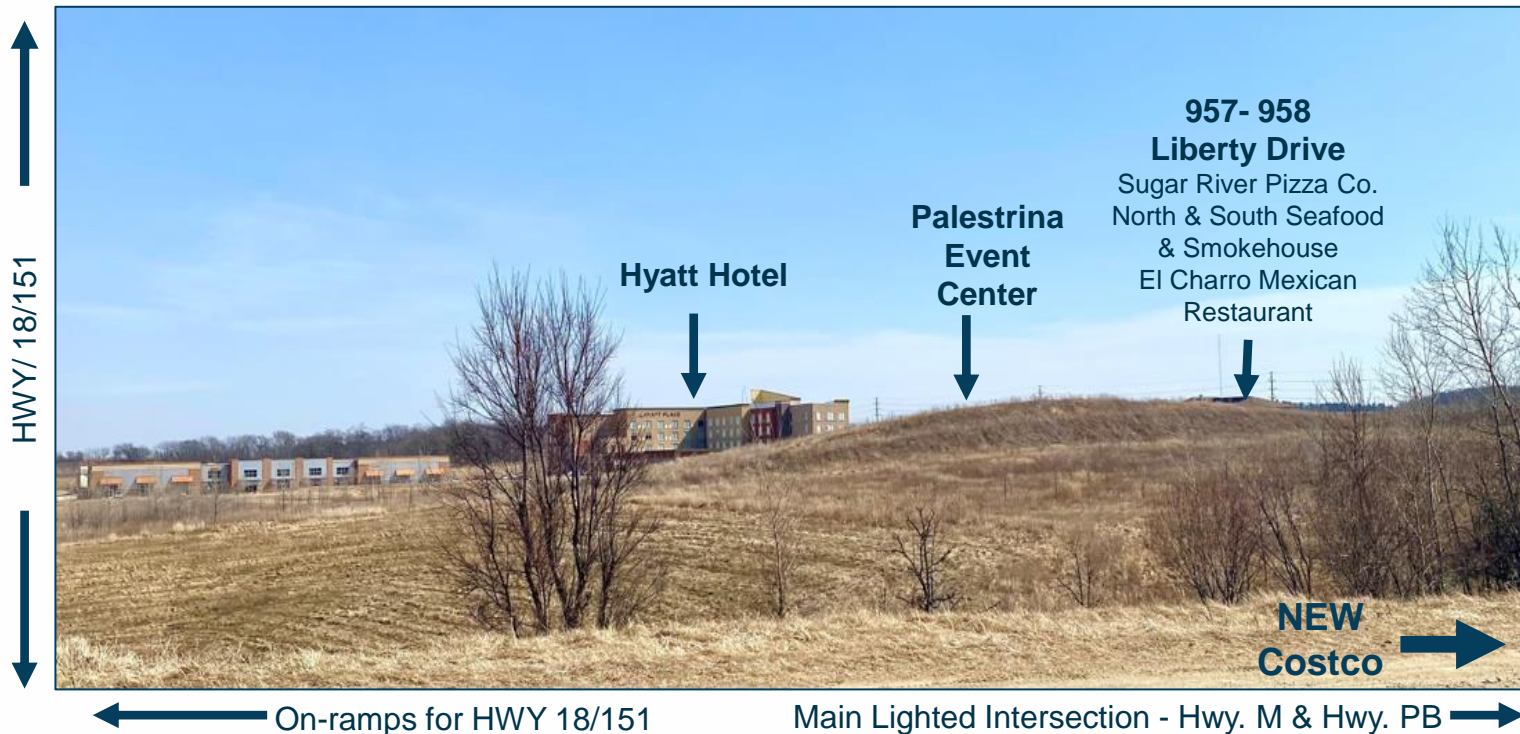 HWY/ 18/151
957- 958
Liberty Drive
Sugar River Pizza Co.
North & South Seafood
& Smokehouse
El Charro Mexican
Restaurant
Palestrina
Event
Center
Hyatt Hotel
HYATT PLACE
NEW
Costco
On-ramps for HWY 18/151
Main Lighted Intersection - Hwy. M & Hwy. PB